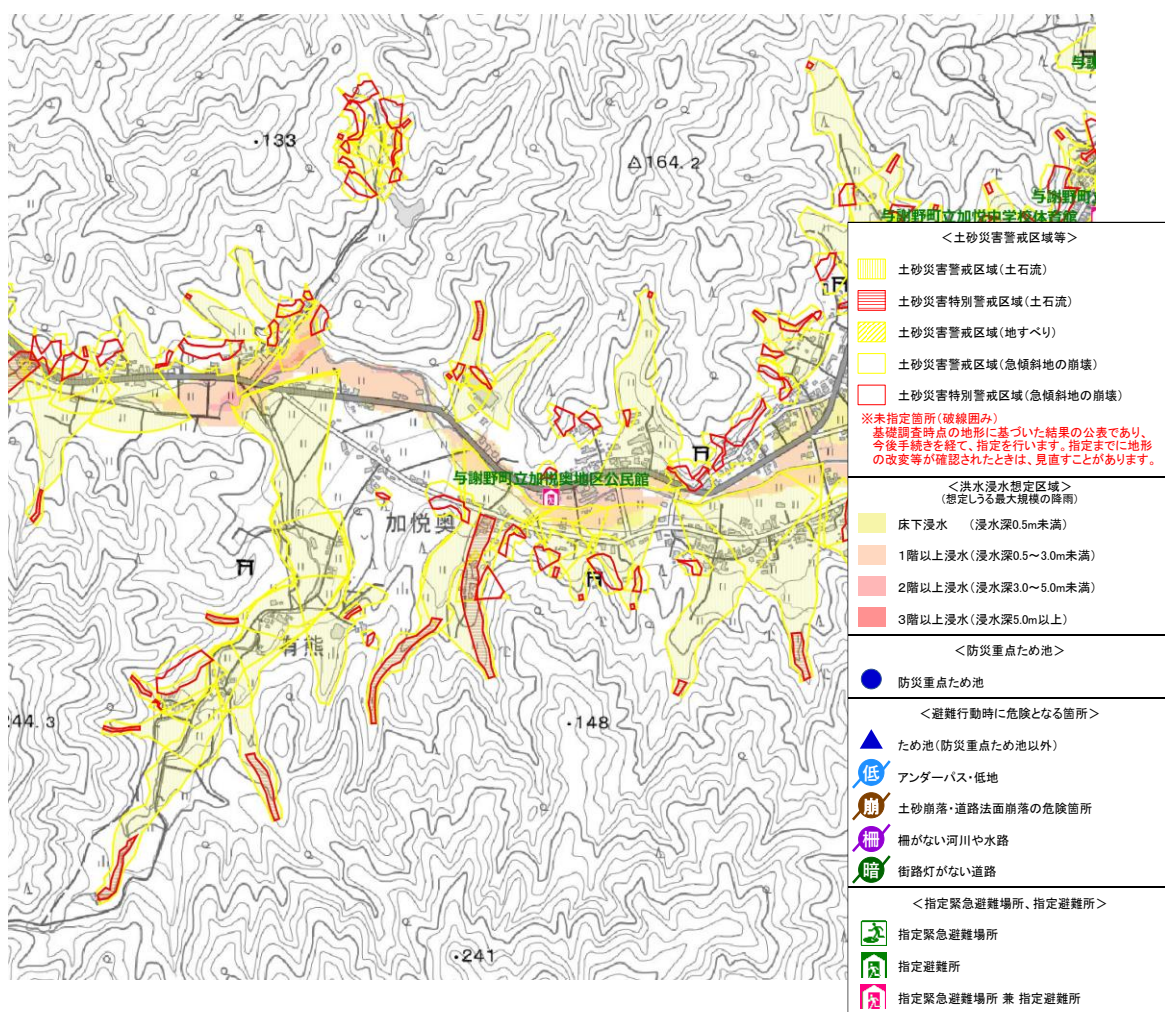 与謝
・133
164.2
与謝野町
与謝野町立加悦中学校体育館
与謝野町立加悦奥地区公民館
加悦奥
有熊
244.3
・148
・241
＜土砂災害警戒区域等＞
土砂災害警戒区域(土石流)
土砂災害特別警戒区域(土石流)
土砂災害警戒区域(地すべり)
土砂災害警戒区域(急傾斜地の崩壊)
土砂災害特別警戒区域(急傾斜地の崩壊)
※未指定箇所(破線囲み)
基礎調査時点の地形に基づいた結果の公表であり、
今後手続きを経て、指定を行います。指定までに地形
の改変等が確認されたときは、見直すことがあります。
＜洪水浸水想定区域＞
(想定しうる最大規模の降雨)
床下浸水　(浸水深0.5m未満)
1階以上浸水(浸水深0.5～3.0m未満)
2階以上浸水(浸水深3.0～5.0m未満)
3階以上浸水(浸水深5.0m以上)
＜防災重点ため池＞
防災重点ため池
＜避難行動時に危険となる箇所＞
ため池(防災重点ため池以外)
低 アンダーパス・低地
崩 土砂崩落・道路法面崩落の危険箇所
柵 柵がない河川や水路
暗 街路灯がない道路
＜指定緊急避難場所、指定避難所＞
指定緊急避難場所
指定避難所
指定緊急避難場所 兼 指定避難所